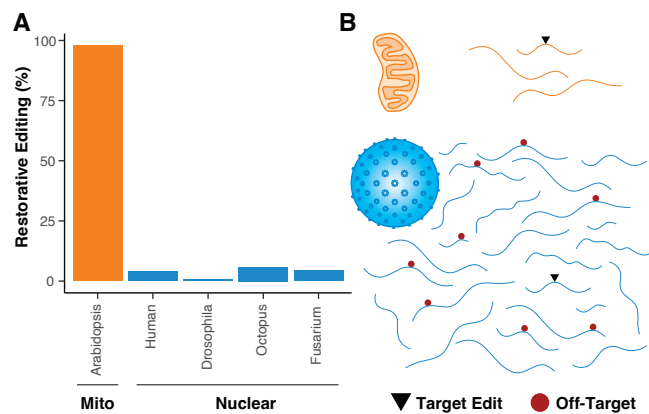 A
Restorative Editing (%)
100
75
50
25
0
Arabidopsis
Human
Drosophila
Octopus
Fusarium
Mito
Nuclear
B
Target Edit
Off-Target